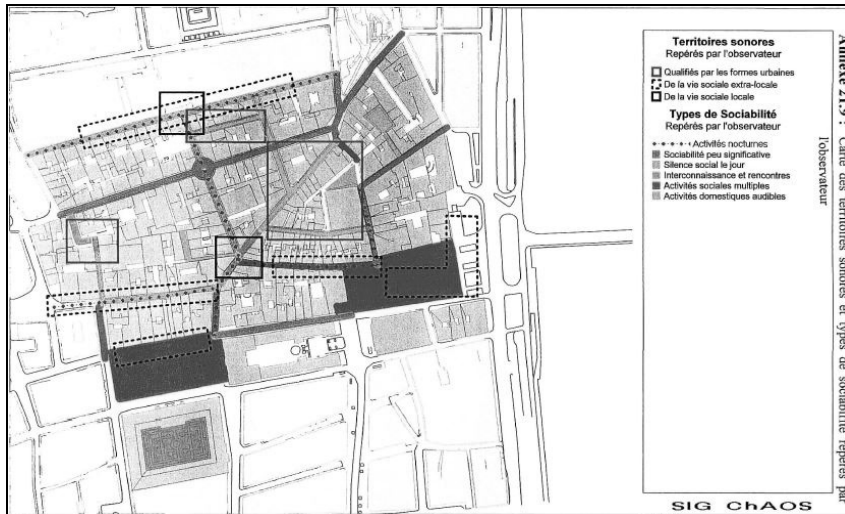 Territoires sonores
Repérés par l'observateur
Qualifiés par les formes urbaines
De la vie sociale extra-locale
De la vie sociale locale
Types de Sociabilité
Repérés par l'observateur
Activités nocturnes
Sociabilité peu significative
Silence social le jour
Interconnaissance et rencontres
Activités sociales multiples
Activités domestiques audibles
Annexe 21.9 : Carte des territoires sonores et types de sociabilité repérés par
l'observateur
SIG ChAOS